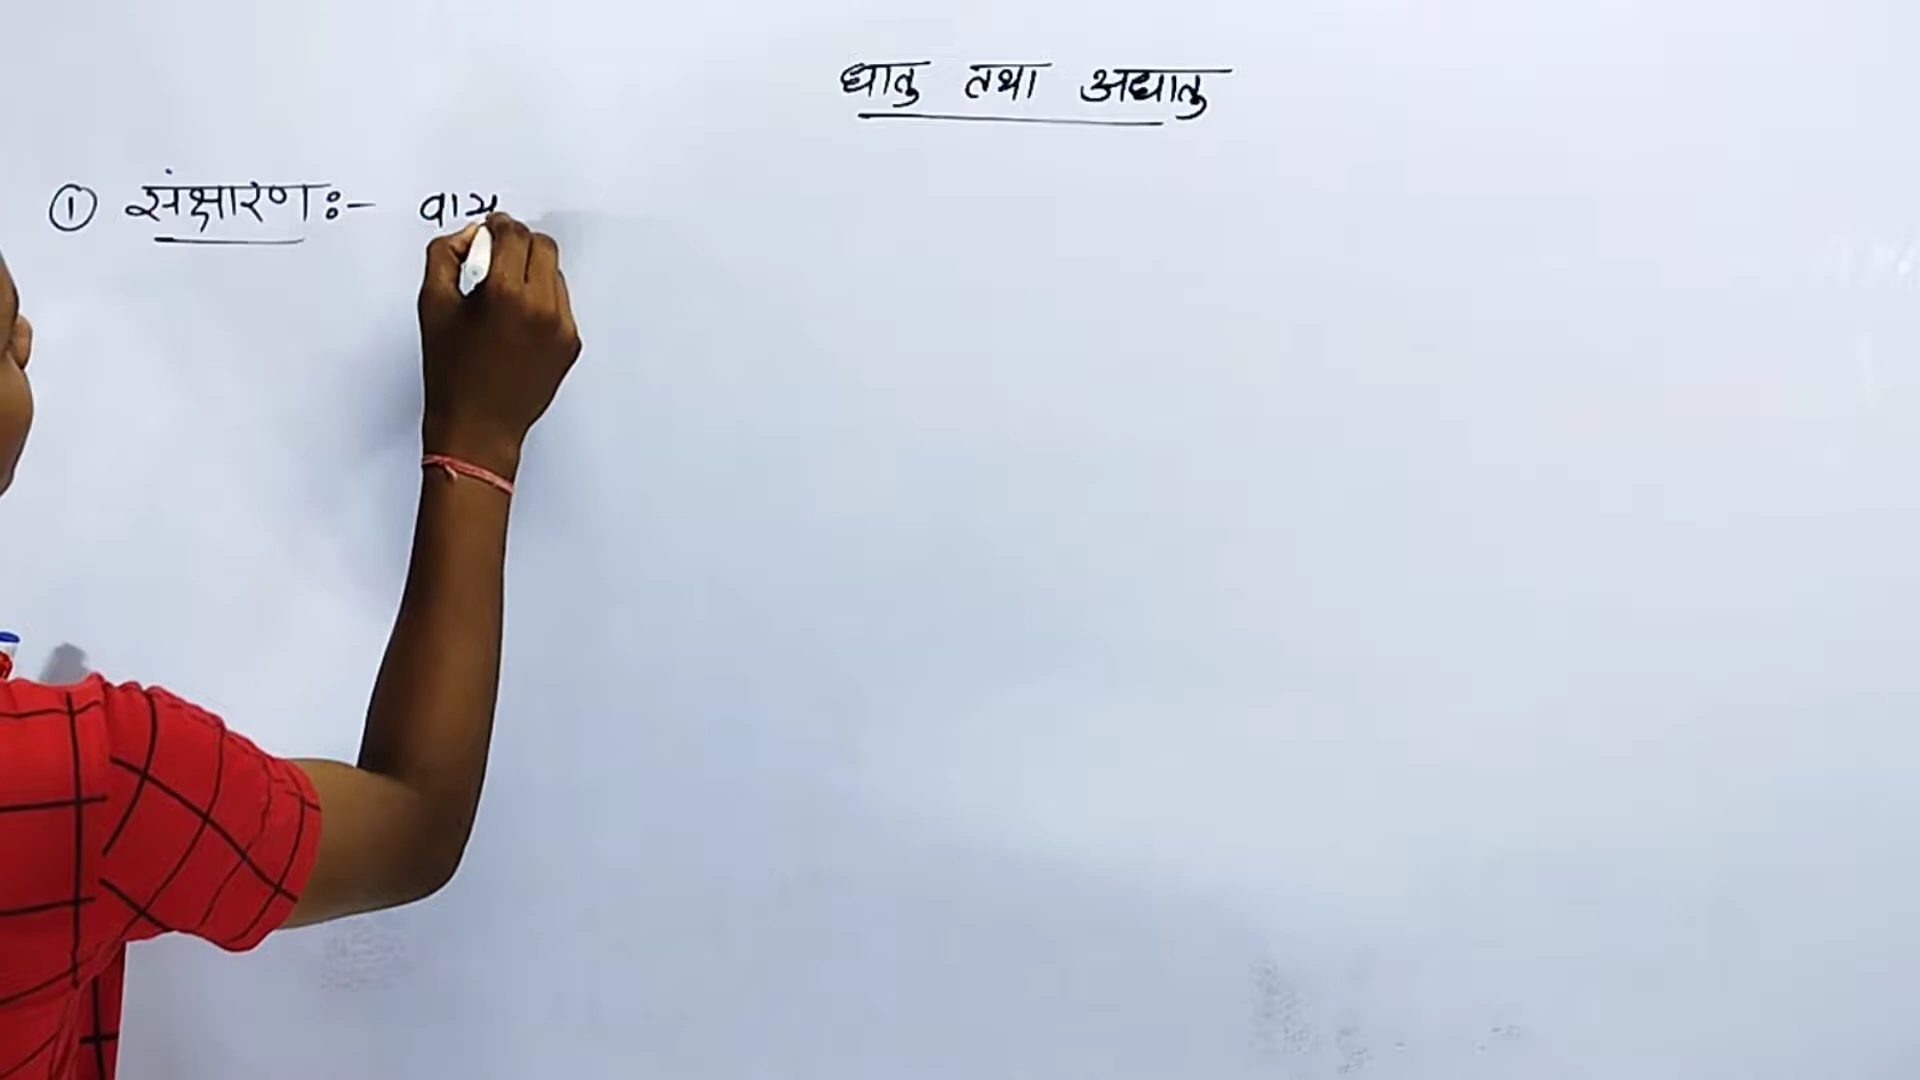 धातु तथा अधातु
① संक्षारण :- वाय